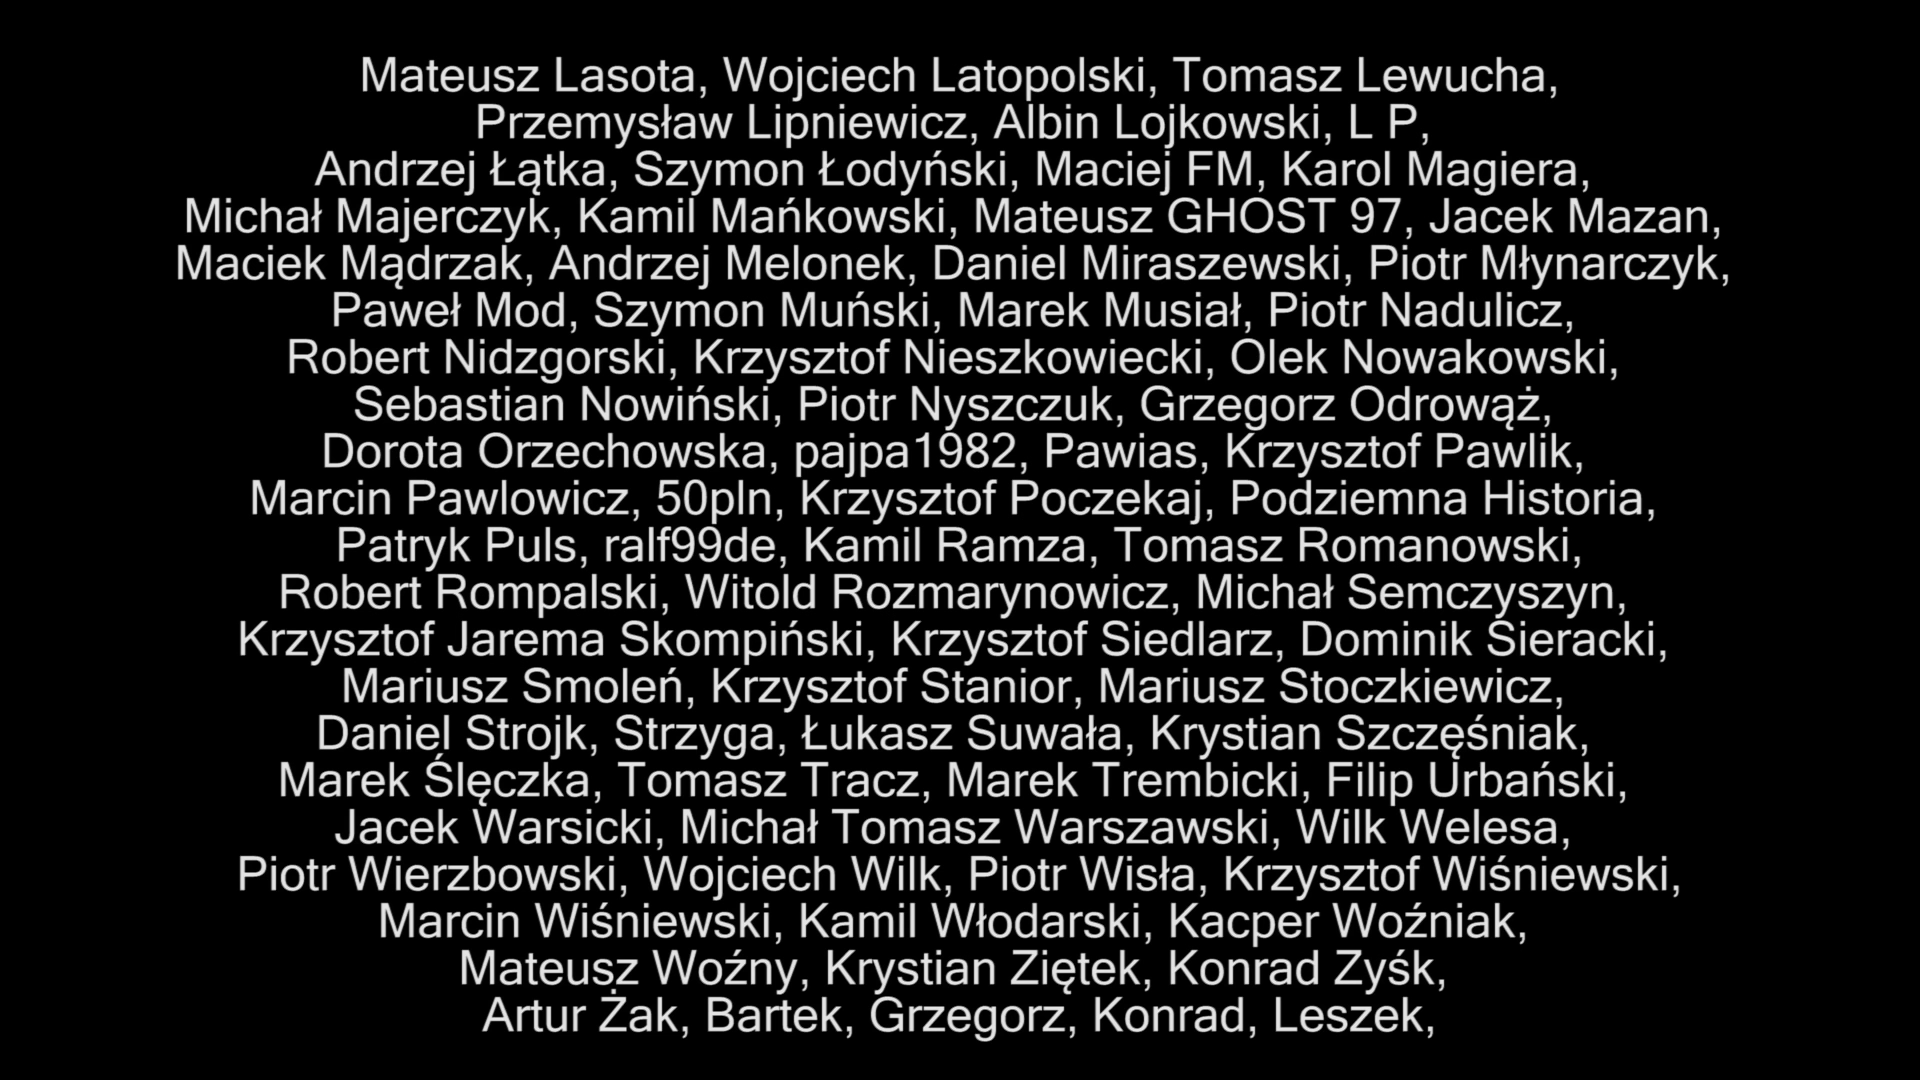 Mateusz Lasota, Wojciech Latopolski, Tomasz Lewucha,
Przemysław Lipniewicz, Albin Lojkowski, L P,
Andrzej Łątka, Szymon Łodyński, Maciej FM, Karol Magiera,
Michał Majerczyk, Kamil Mańkowski, Mateusz GHOST 97, Jacek Mazan,
Maciek Mądrzak, Andrzej Melonek, Daniel Miraszewski, Piotr Młynarczyk,
Paweł Mod, Szymon Muński, Marek Musiał, Piotr Nadulicz,
Robert Nidzgorski, Krzysztof Nieszkowiecki, Olek Nowakowski,
Sebastian Nowiński, Piotr Nyszczuk, Grzegorz Odrowąż,
Dorota Orzechowska, pajpa1982, Pawias, Krzysztof Pawlik,
Marcin Pawlowicz, 50pln, Krzysztof Poczekaj, Podziemna Historia,
Patryk Puls, ralf99de, Kamil Ramza, Tomasz Romanowski,
Robert Rompalski, Witold Rozmarynowicz, Michał Semczyszyn,
Krzysztof Jarema Skompiński, Krzysztof Siedlarz, Dominik Sieracki,
Mariusz Smoleń, Krzysztof Stanior, Mariusz Stoczkiewicz,
Daniel Strojk, Strzyga, Łukasz Suwała, Krystian Szczęśniak,
Marek Ślęczka, Tomasz Tracz, Marek Trembicki, Filip Urbański,
Jacek Warsicki, Michał Tomasz Warszawski, Wilk Welesa,
Piotr Wierzbowski, Wojciech Wilk, Piotr Wisła, Krzysztof Wiśniewski,
Marcin Wiśniewski, Kamil Włodarski, Kacper Woźniak,
Mateusz Woźny, Krystian Ziętek, Konrad Zyśk,
Artur Żak, Bartek, Grzegorz, Konrad, Leszek,